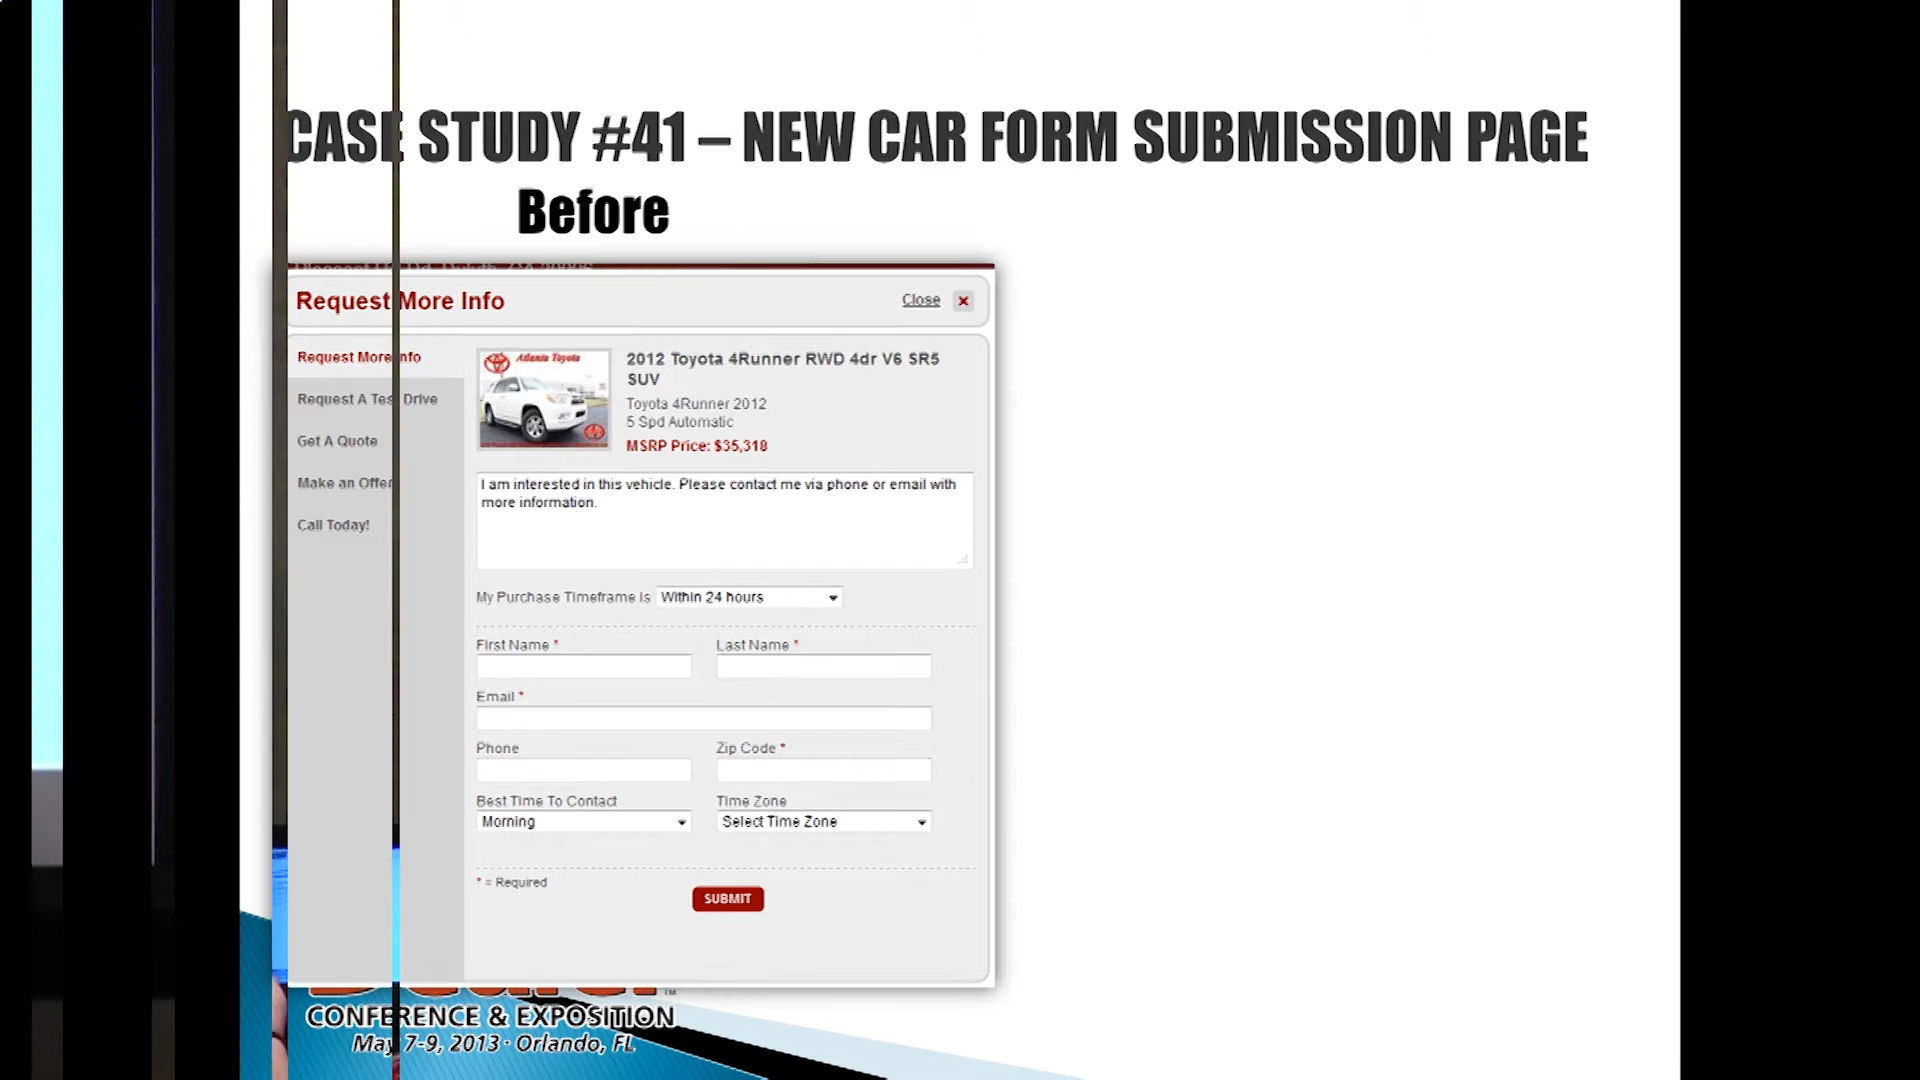 CASE STUDY #41 – NEW CAR FORM SUBMISSION PAGE
Before
Request More Info
Close
Request More Info
Request A Test Drive
Get A Quote
Make an Offer
Call Today!
Atlanta Toyota
2012 Toyota 4Runner RWD 4dr V6 SR5
SUV
Toyota 4Runner 2012
5 Spd Automatic
MSRP Price: $35,318
I am interested in this vehicle. Please contact me via phone or email with
more information.
My Purchase Timeframe is Within 24 hours
First Name * Last Name *
Email *
Phone Zip Code *
Best Time To Contact Time Zone
Morning Select Time Zone
* = Required
SUBMIT
CONFERENCE & EXPOSITION
May 7-9, 2013 · Orlando, FL